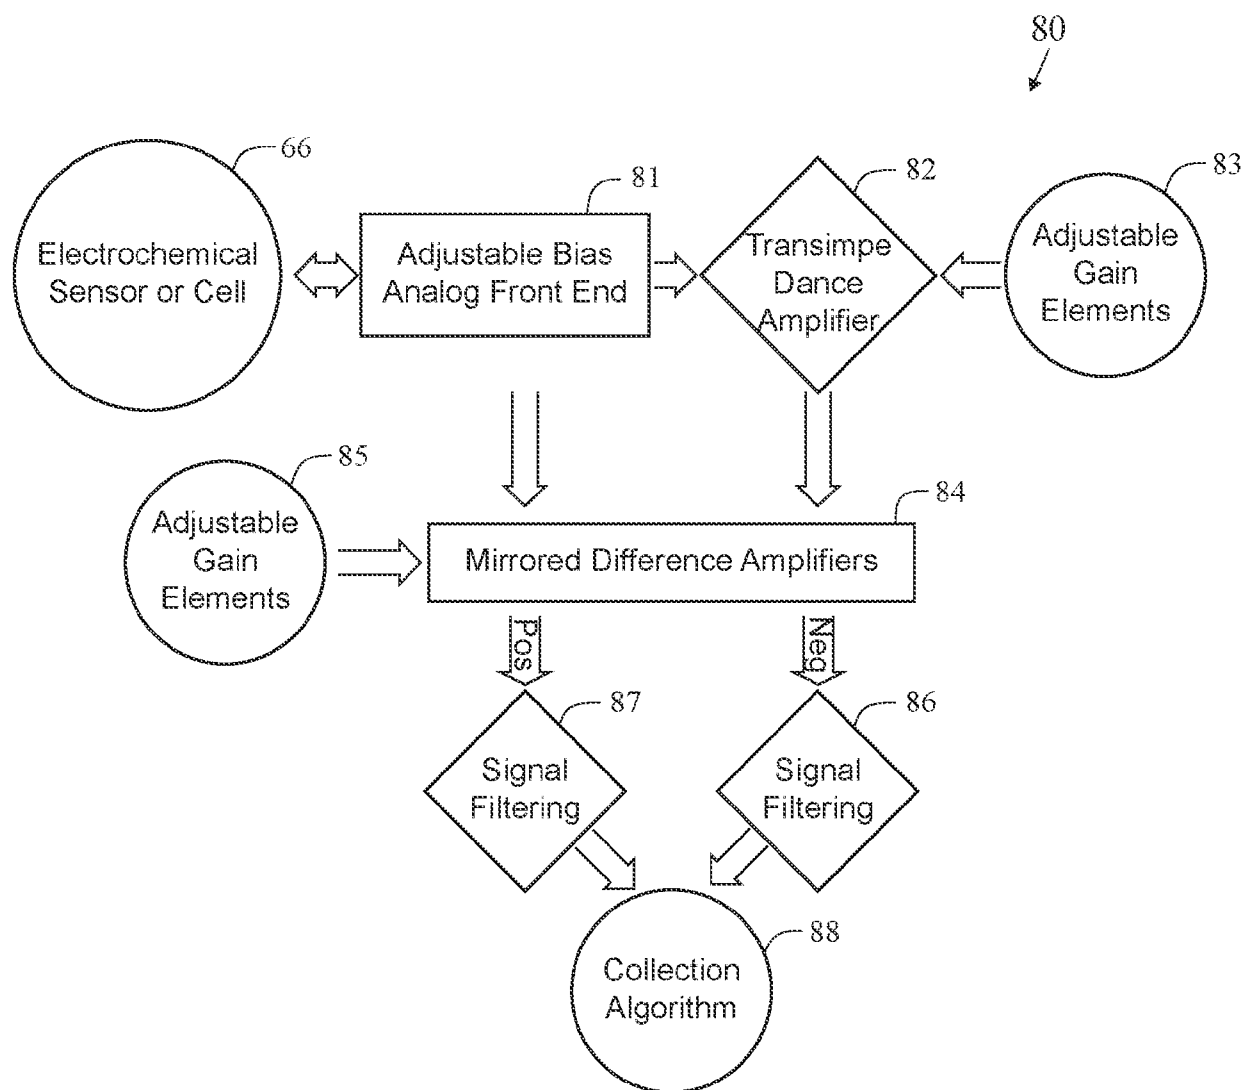 80
66
Electrochemical
Sensor or Cell
81
Adjustable Bias
Analog Front End
82
Transimpe
Dance
Amplifier
83
Adjustable
Gain
Elements
85
Adjustable
Gain
Elements
84
Mirrored Difference Amplifiers
Pos
Neg
87
Signal
Filtering
86
Signal
Filtering
88
Collection
Algorithm